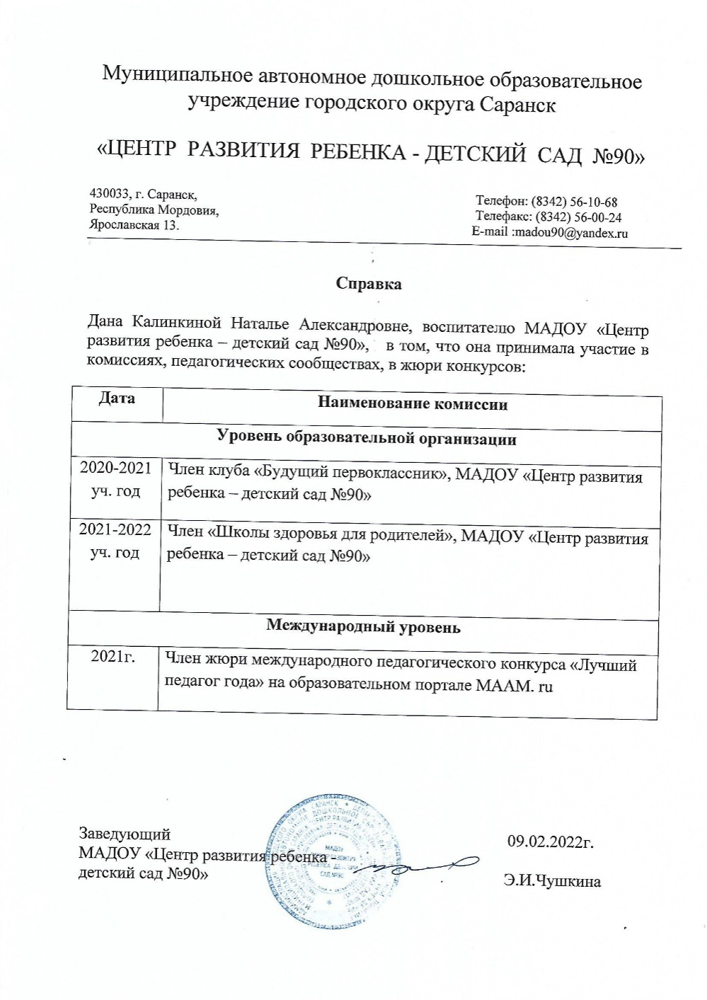 Муниципальное автономное дошкольное образовательное
учреждение городского округа Саранск
«ЦЕНТР РАЗВИТИЯ РЕБЕНКА - ДЕТСКИЙ САД №90»
430033, г. Саранск,
Республика Мордовия,
Ярославская 13.
Телефон: (8342) 56-10-68
Телефакс: (8342) 56-00-24
E-mail :madou90@yandex.ru
Справка
Дана Калинкиной Наталье Александровне, воспитателю МАДОУ «Центр
развития ребенка – детский сад №90», в том, что она принимала участие в
комиссиях, педагогических сообществах, в жюри конкурсов:
Дата Наименование комиссии
Уровень образовательной организации
2020-2021 Член клуба «Будущий первоклассник», МАДОУ «Центр развития
уч. год ребенка – детский сад №90»
2021-2022 Член «Школы здоровья для родителей», МАДОУ «Центр развития
уч. год ребенка – детский сад №90»
Международный уровень
2021г. Член жюри международного педагогического конкурса «Лучший
педагог года» на образовательном портале МААМ. ru
Заведующий
МАДОУ «Центр развития ребенка -
детский сад №90»
09.02.2022г.
Э.И.Чушкина
МАДОУ
РАЗВИТИЯ
РЕБЕНКА
САД №90